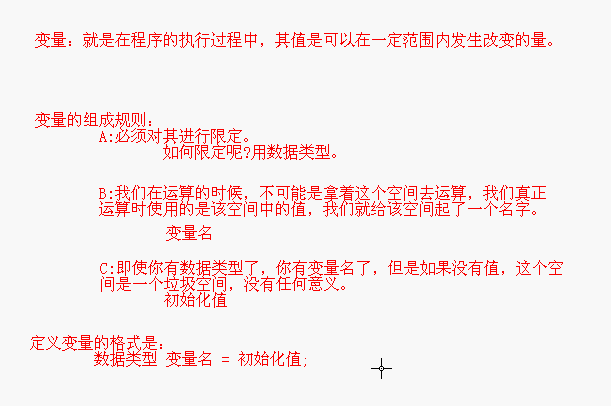 变量：就是在程序的执行过程中，其值是可以在一定范围内发生改变的量。
变量的组成规则：
A:必须对其进行限定。
如何限定呢?用数据类型。
B:我们在运算的时候，不可能是拿着这个空间去运算，我们真正
运算时使用的是该空间中的值，我们就给该空间起了一个名字。
变量名
C:即使你有数据类型了，你有变量名了，但是如果没有值，这个空
间是一个垃圾空间，没有任何意义。
初始化值
定义变量的格式是：
数据类型 变量名 = 初始化值;